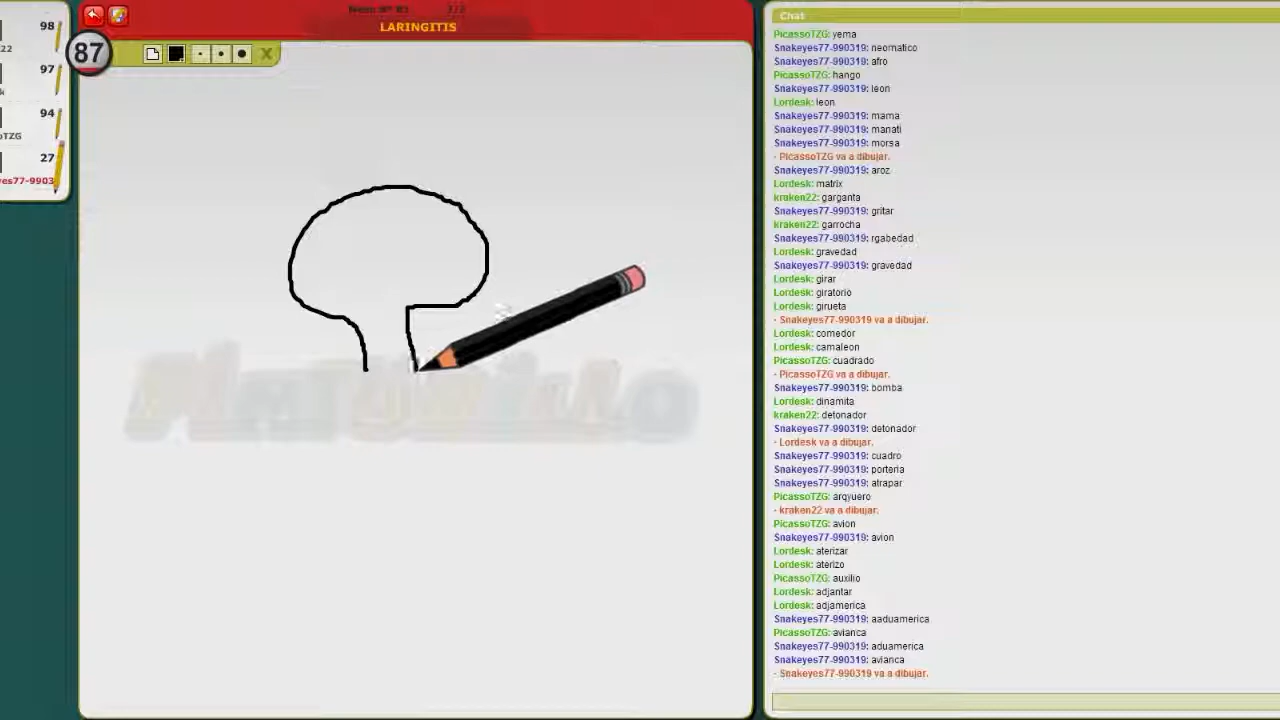 98
22
97
k
94
oTZG
27
es77-9903
LARINGITIS
87
X
Chat
PicassoTZG: yema
Snakeyes77-990319: neomatico
Snakeyes77-990319: afro
PicassoTZG: hango
Snakeyes77-990319: leon
Lordesk: leon
Snakeyes77-990319: mama
Snakeyes77-990319: manati
Snakeyes77-990319: morsa
- PicassoTZG va a dibujar.
Snakeyes77-990319: aroz
Lordesk: matrix
kraken22: garganta
Snakeyes77-990319: gritar
kraken22: garrocha
Snakeyes77-990319: rgabedad
Lordesk: gravedad
Snakeyes77-990319: gravedad
Lordesk: girar
Lordesk: giratorio
Lordesk: girueta
- Snakeyes77-990319 va a dibujar.
Lordesk: comedor
Lordesk: camaleon
PicassoTZG: cuadrado
- PicassoTZG va a dibujar.
Snakeyes77-990319: bomba
Lordesk: dinamita
kraken22: detonador
Snakeyes77-990319: detonador
- Lordesk va a dibujar.
Snakeyes77-990319: cuadro
Snakeyes77-990319: porteria
Snakeyes77-990319: atrapar
PicassoTZG: arqyuero
- kraken22 va a dibujar.
PicassoTZG: avion
Snakeyes77-990319: avion
Lordesk: aterizar
Lordesk: aterizo
PicassoTZG: auxilio
Lordesk: adjantar
Lordesk: adjamerica
Snakeyes77-990319: aaduamerica
PicassoTZG: avianca
Snakeyes77-990319: aduamerica
Snakeyes77-990319: avianca
- Snakeyes77-990319 va a dibujar.